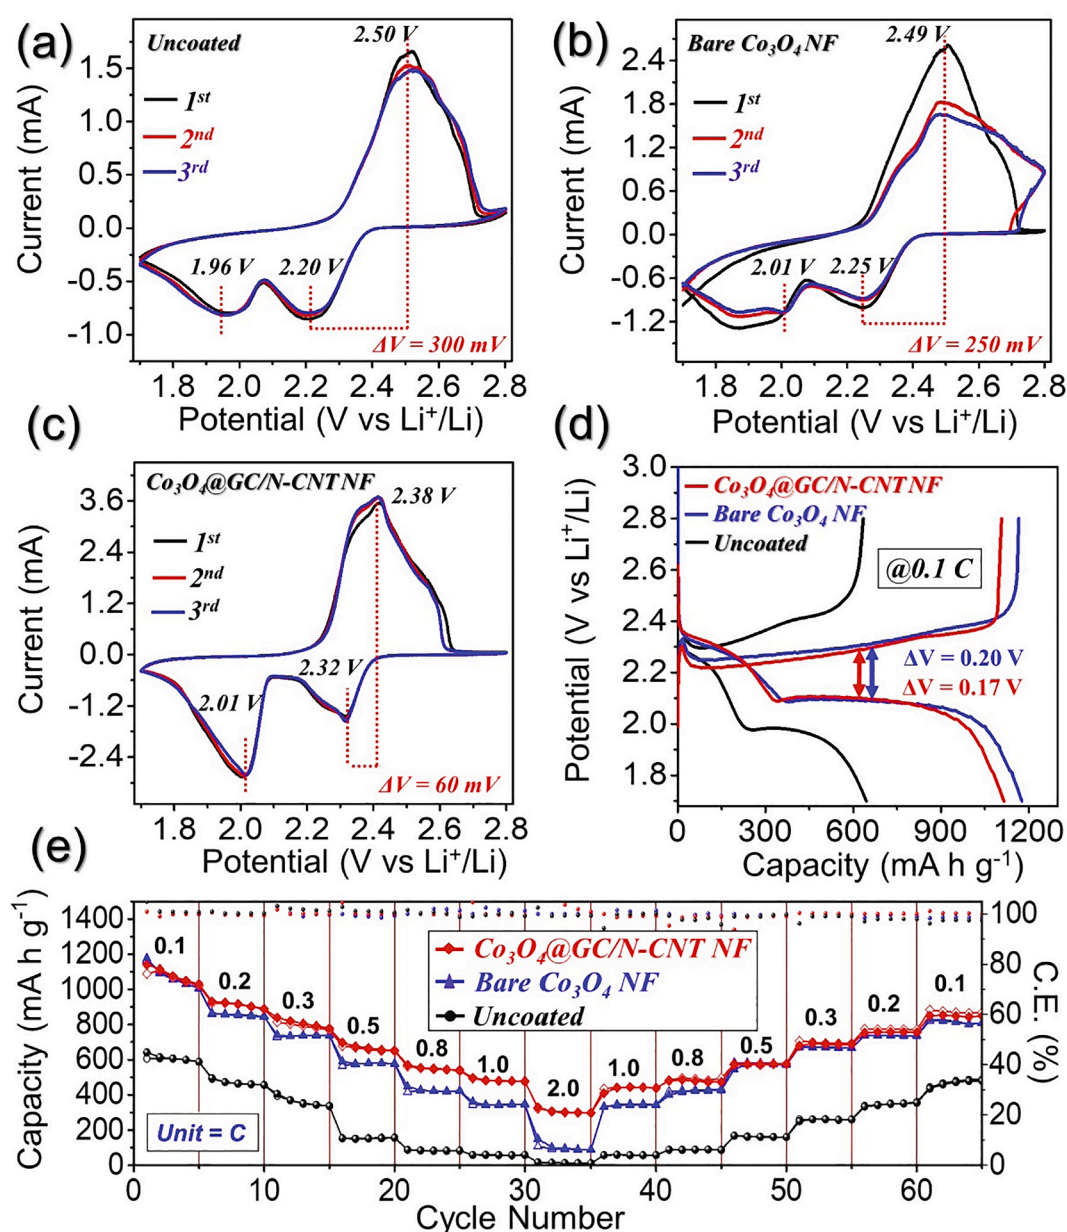 (a)
Uncoated
2.50 V
1st
2nd
3rd
1.96 V
2.20 V
ΔV = 300 mV
1.5
1.0
0.5
0.0
-0.5
-1.0
Current (mA)
1.8 2.0 2.2 2.4 2.6 2.8
Potential (V vs Li⁺/Li)
(b)
Bare Co₃O₄ NF
2.49 V
1st
2nd
3rd
2.01 V
2.25 V
ΔV = 250 mV
2.4
1.8
1.2
0.6
0.0
-0.6
-1.2
Current (mA)
1.8 2.0 2.2 2.4 2.6 2.8
Potential (V vs Li⁺/Li)
(c)
Co₃O₄@GC/N-CNT NF
2.38 V
1st
2nd
3rd
2.32 V
2.01 V
ΔV = 60 mV
3.6
2.4
1.2
0.0
-1.2
-2.4
Current (mA)
1.8 2.0 2.2 2.4 2.6 2.8
Potential (V vs Li⁺/Li)
(d)
Co₃O₄@GC/N-CNT NF
Bare Co₃O₄ NF
Uncoated
@0.1 C
ΔV = 0.20 V
ΔV = 0.17 V
3.0
2.8
2.6
2.4
2.2
2.0
1.8
Potential (V vs Li⁺/Li)
0 300 600 900 1200
Capacity (mA h g⁻¹)
(e)
Co₃O₄@GC/N-CNT NF
Bare Co₃O₄ NF
Uncoated
0.1 0.2 0.3 0.5 0.8 1.0 2.0 1.0 0.8 0.5 0.3 0.2 0.1
Unit = C
1400
1200
1000
800
600
400
200
0
Capacity (mA h g⁻¹)
100
80
60
40
20
0
C.E. (%)
0 10 20 30 40 50 60
Cycle Number